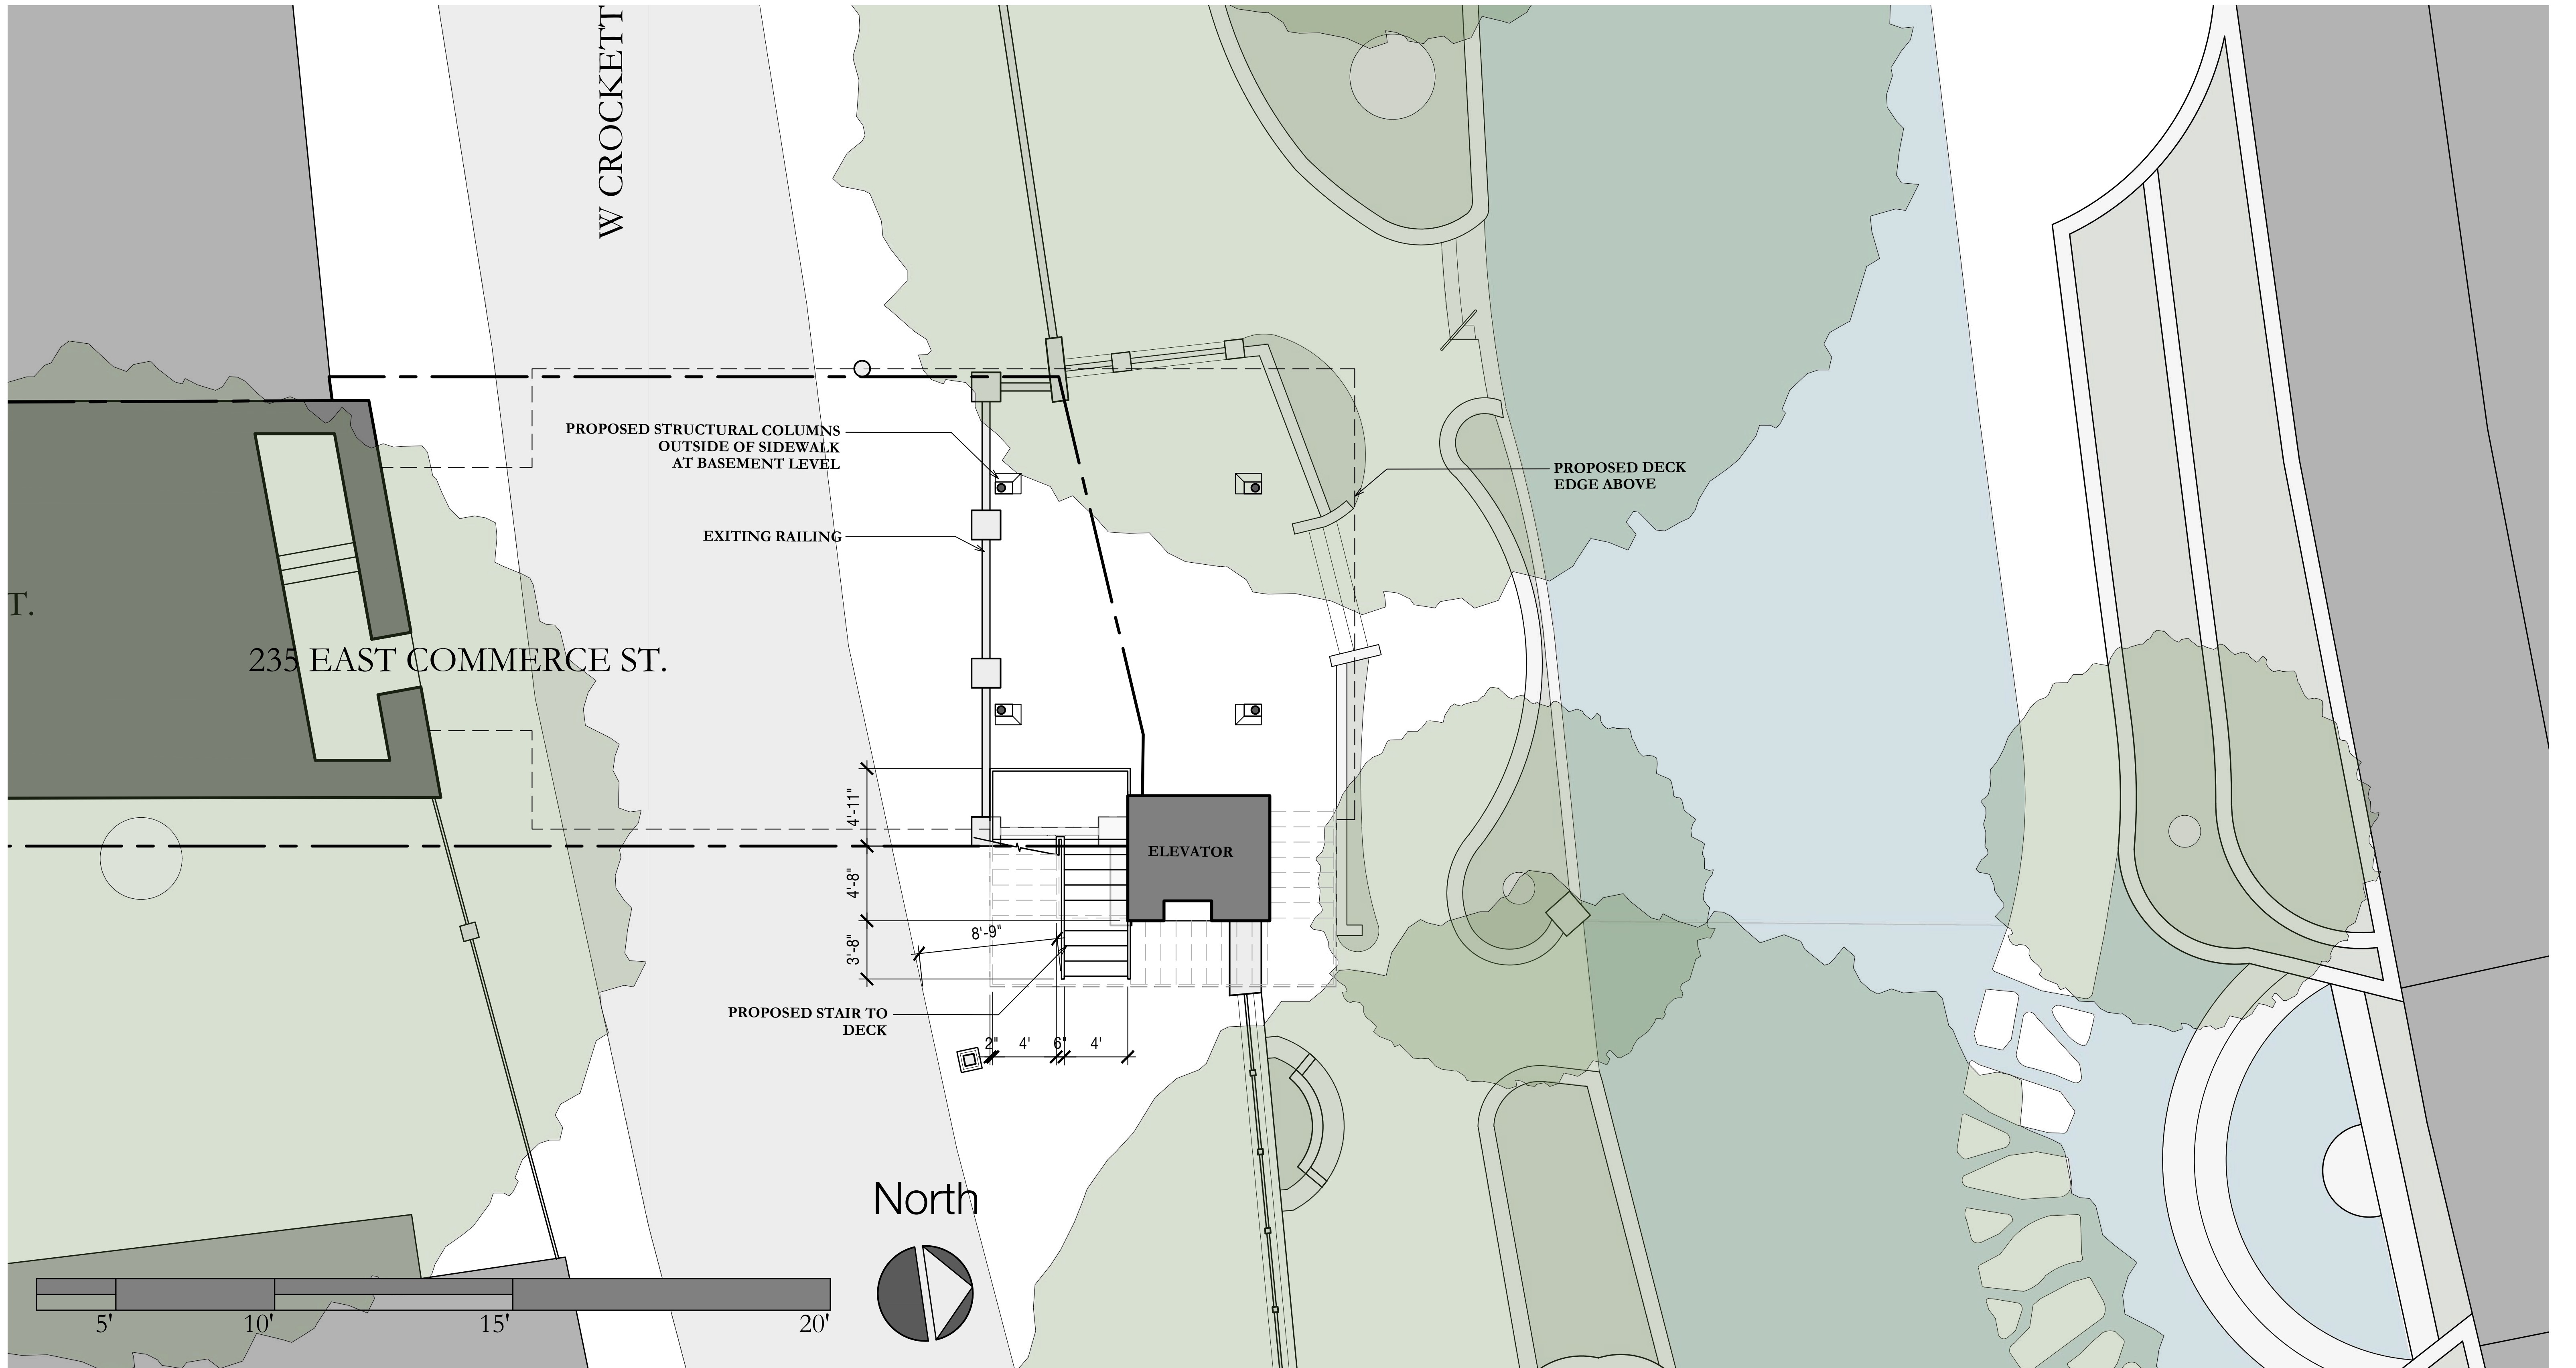 W CROCKETT
PROPOSED STRUCTURAL COLUMNS
OUTSIDE OF SIDEWALK
AT BASEMENT LEVEL
PROPOSED DECK
EDGE ABOVE
EXITING RAILING
T.
235 EAST COMMERCE ST.
4'-11"
ELEVATOR
4'-8"
3'-8"
8'-9"
PROPOSED STAIR TO
DECK
2" 4' 6" 4'
North
5' 10' 15' 20'